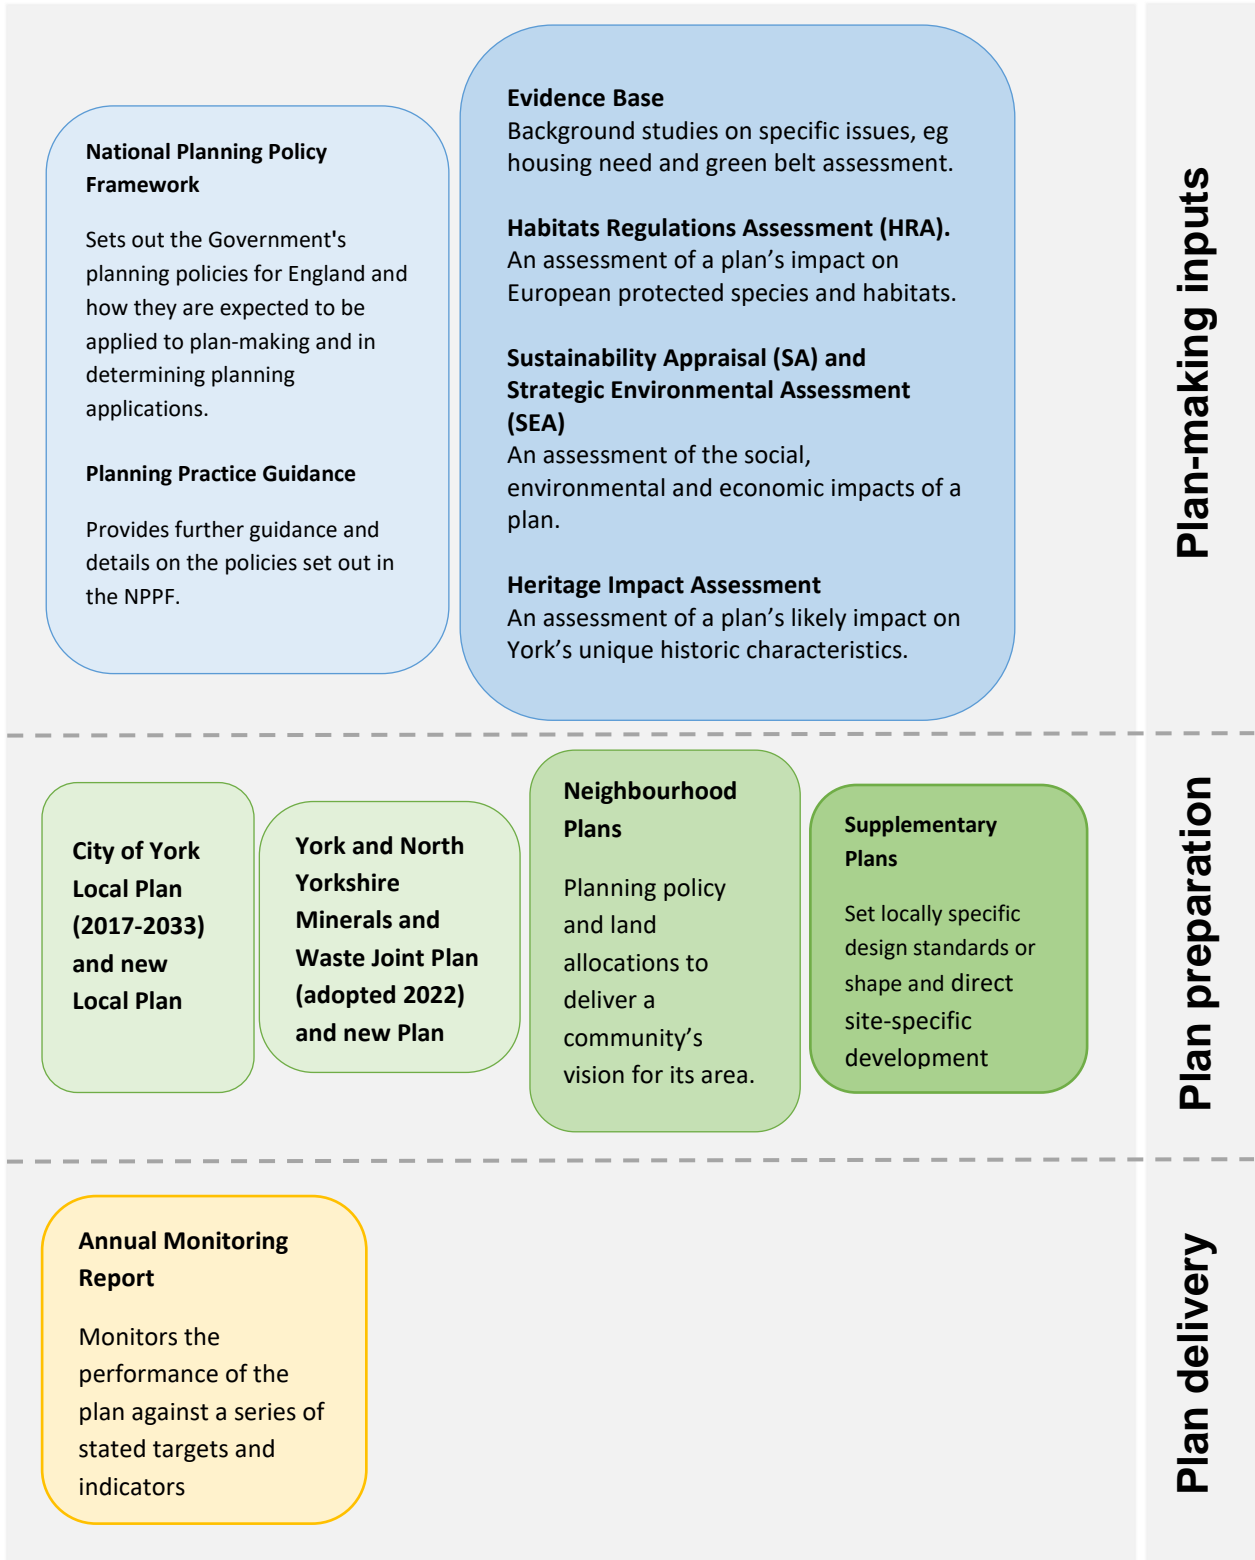 National Planning Policy
Framework
Sets out the Government's
planning policies for England and
how they are expected to be
applied to plan-making and in
determining planning
applications.
Planning Practice Guidance
Provides further guidance and
details on the policies set out in
the NPPF.
Evidence Base
Background studies on specific issues, eg
housing need and green belt assessment.
Habitats Regulations Assessment (HRA).
An assessment of a plan’s impact on
European protected species and habitats.
Sustainability Appraisal (SA) and
Strategic Environmental Assessment
(SEA)
An assessment of the social,
environmental and economic impacts of a
plan.
Heritage Impact Assessment
An assessment of a plan’s likely impact on
York’s unique historic characteristics.
Plan-making inputs
City of York
Local Plan
(2017-2033)
and new
Local Plan
York and North
Yorkshire
Minerals and
Waste Joint Plan
(adopted 2022)
and new Plan
Neighbourhood
Plans
Planning policy
and land
allocations to
deliver a
community’s
vision for its area.
Supplementary
Plans
Set locally specific
design standards or
shape and direct
site-specific
development
Plan preparation
Annual Monitoring
Report
Monitors the
performance of the
plan against a series of
stated targets and
indicators
Plan delivery